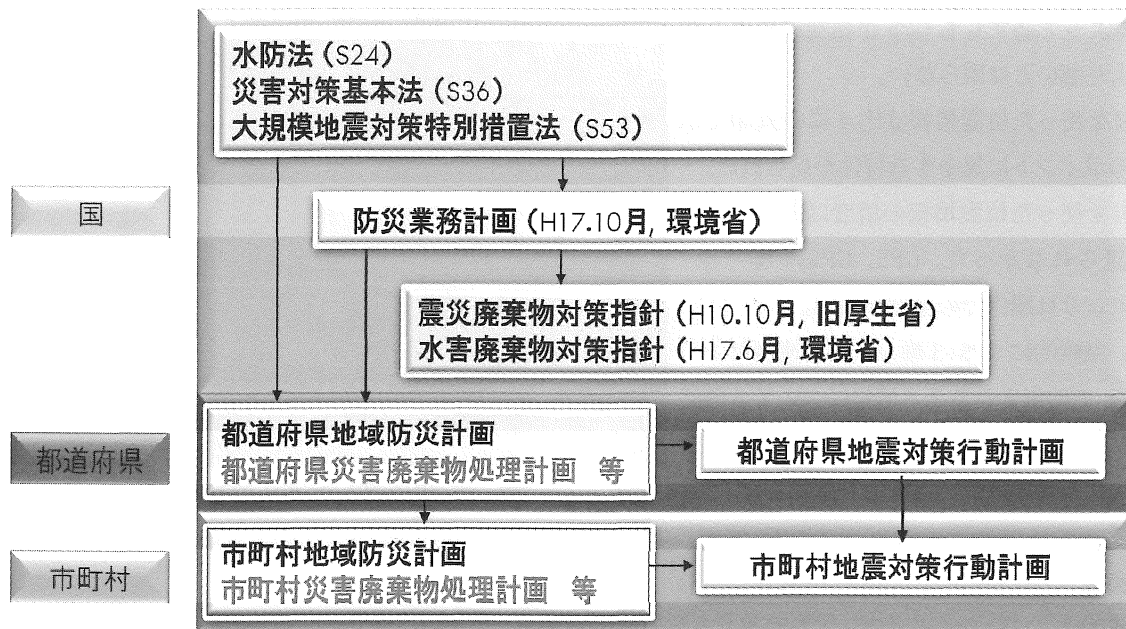 水防法 (S24)
災害対策基本法 (S36)
大規模地震対策特別措置法 (S53)
国
防災業務計画 (H17.10月, 環境省)
震災廃棄物対策指針 (H10.10月, 旧厚生省)
水害廃棄物対策指針 (H17.6月, 環境省)
都道府県
都道府県地域防災計画
都道府県災害廃棄物処理計画 等
都道府県地震対策行動計画
市町村
市町村地域防災計画
市町村災害廃棄物処理計画 等
市町村地震対策行動計画